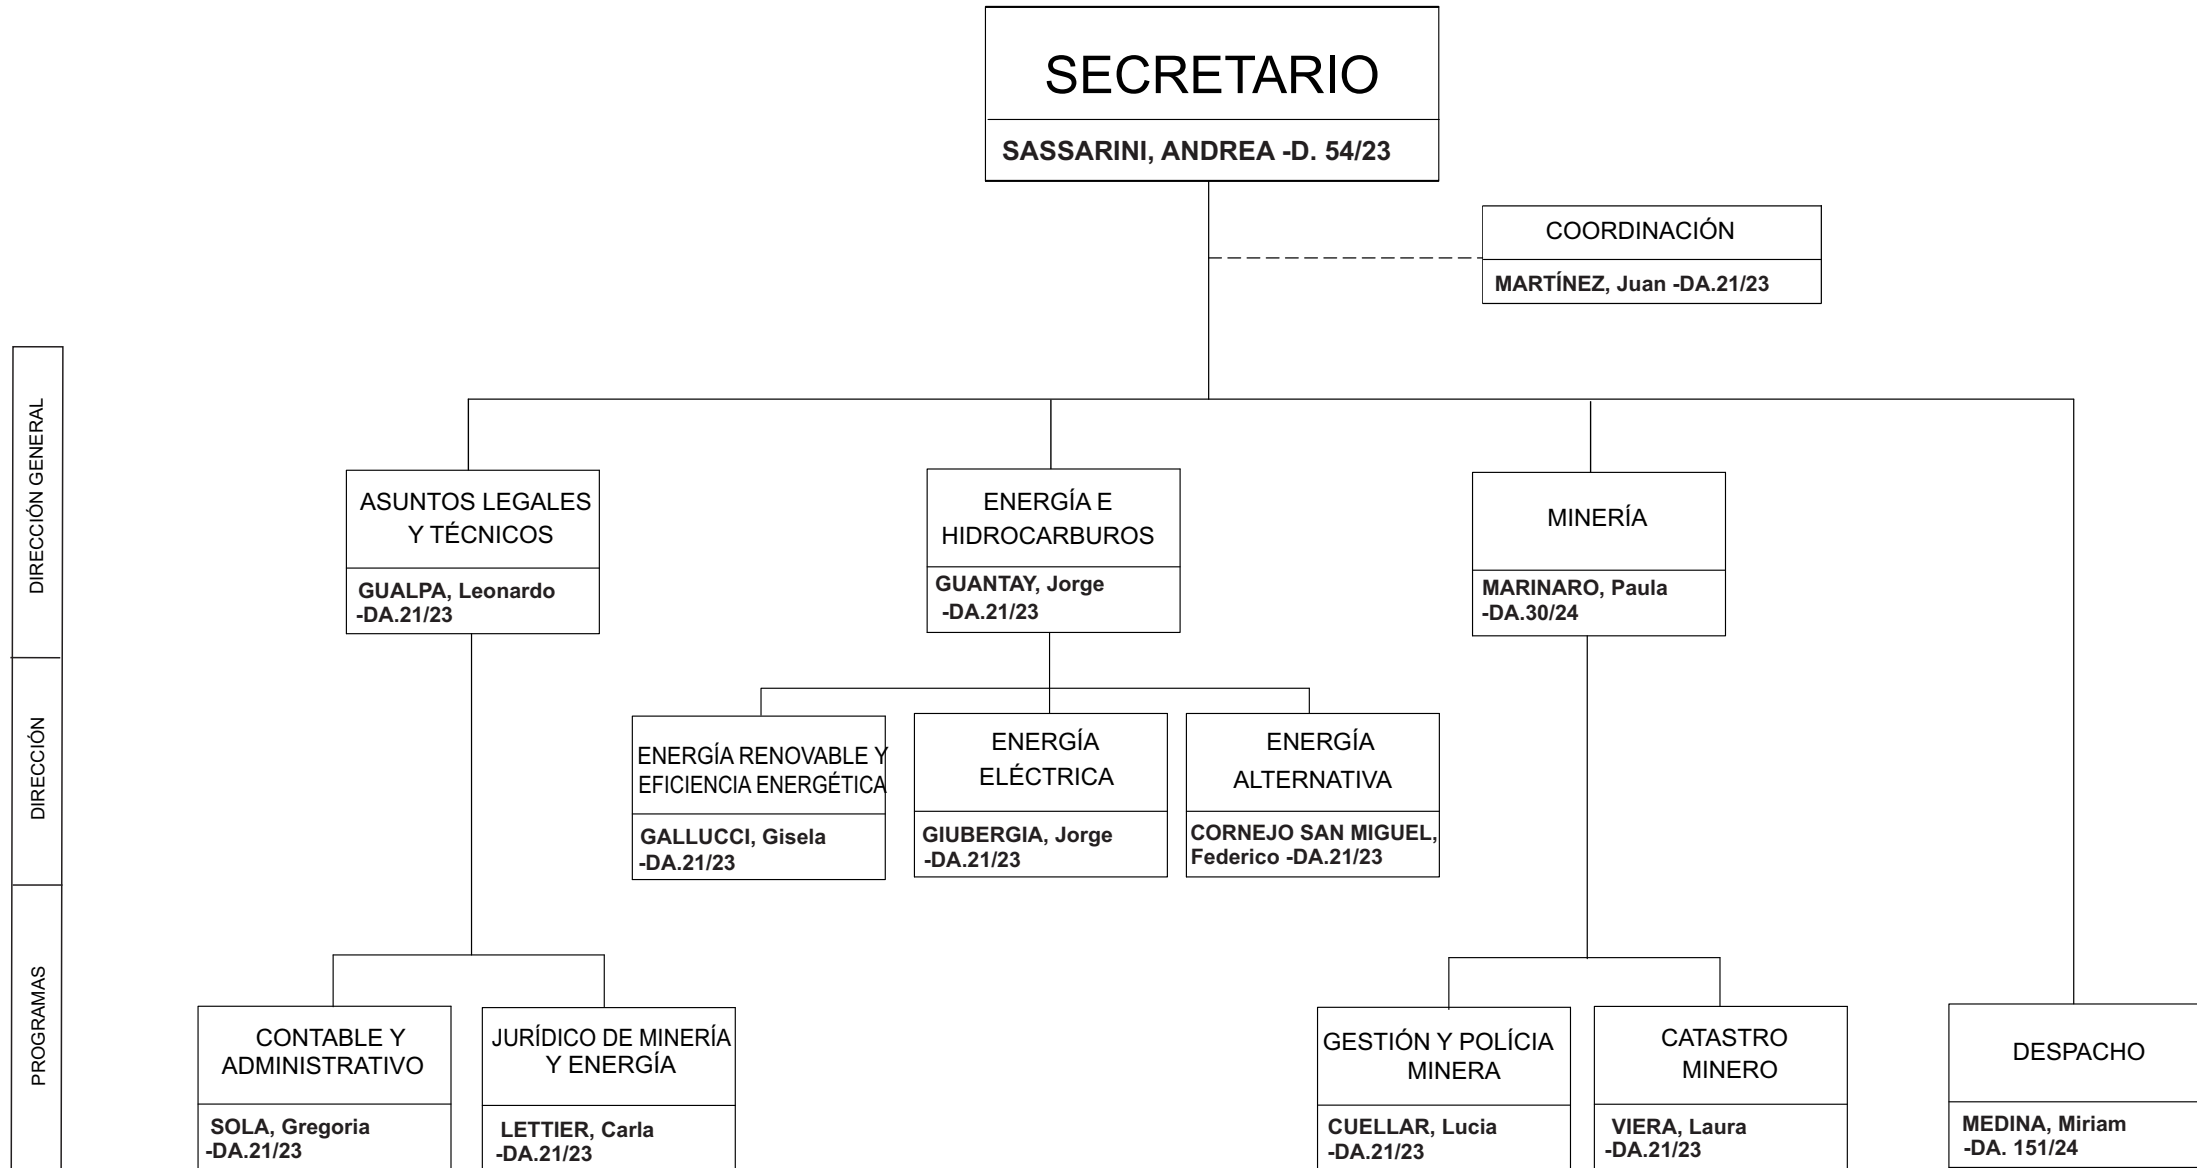 SECRETARIO
SASSARINI, ANDREA -D. 54/23
COORDINACIÓN
MARTÍNEZ, Juan -DA.21/23
DIRECCIÓN GENERAL
ASUNTOS LEGALES
Y TÉCNICOS
GUALPA, Leonardo
-DA.21/23
ENERGÍA E
HIDROCARBUROS
GUANTAY, Jorge
-DA.21/23
MINERÍA
MARINARO, Paula
-DA.30/24
DIRECCIÓN
ENERGÍA RENOVABLE Y
EFICIENCIA ENERGÉTICA
GALLUCCI, Gisela
-DA.21/23
ENERGÍA
ELÉCTRICA
GIUBERGIA, Jorge
-DA.21/23
ENERGÍA
ALTERNATIVA
CORNEJO SAN MIGUEL,
Federico -DA.21/23
PROGRAMAS
CONTABLE Y
ADMINISTRATIVO
SOLA, Gregoria
-DA.21/23
JURÍDICO DE MINERÍA
Y ENERGÍA
LETTIER, Carla
-DA.21/23
GESTIÓN Y POLÍCIA
MINERA
CUELLAR, Lucia
-DA.21/23
CATASTRO
MINERO
VIERA, Laura
-DA.21/23
DESPACHO
MEDINA, Miriam
-DA. 151/24